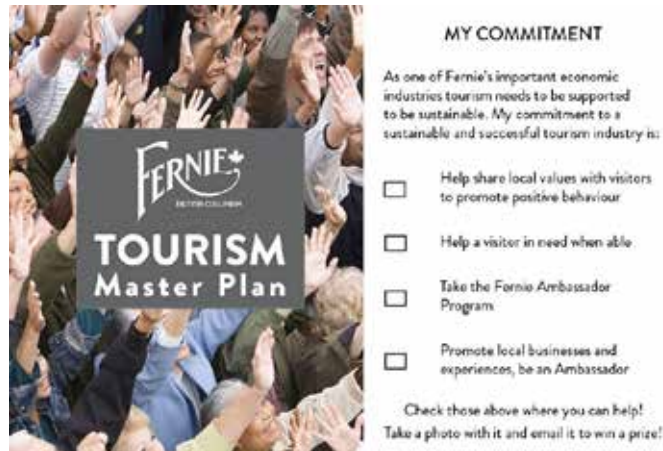 FERNIE
BRITISH COLUMBIA
TOURISM
Master Plan
MY COMMITMENT
As one of Fernie's important economic
industries tourism needs to be supported
to be sustainable. My commitment to a
sustainable and successful tourism industry is:
Help share local values with visitors
to promote positive behaviour
Help a visitor in need when able
Take the Fernie Ambassador
Program
Promote local businesses and
experiences, be an Ambassador
Check those above where you can help!
Take a photo with it and email it to win a prize!